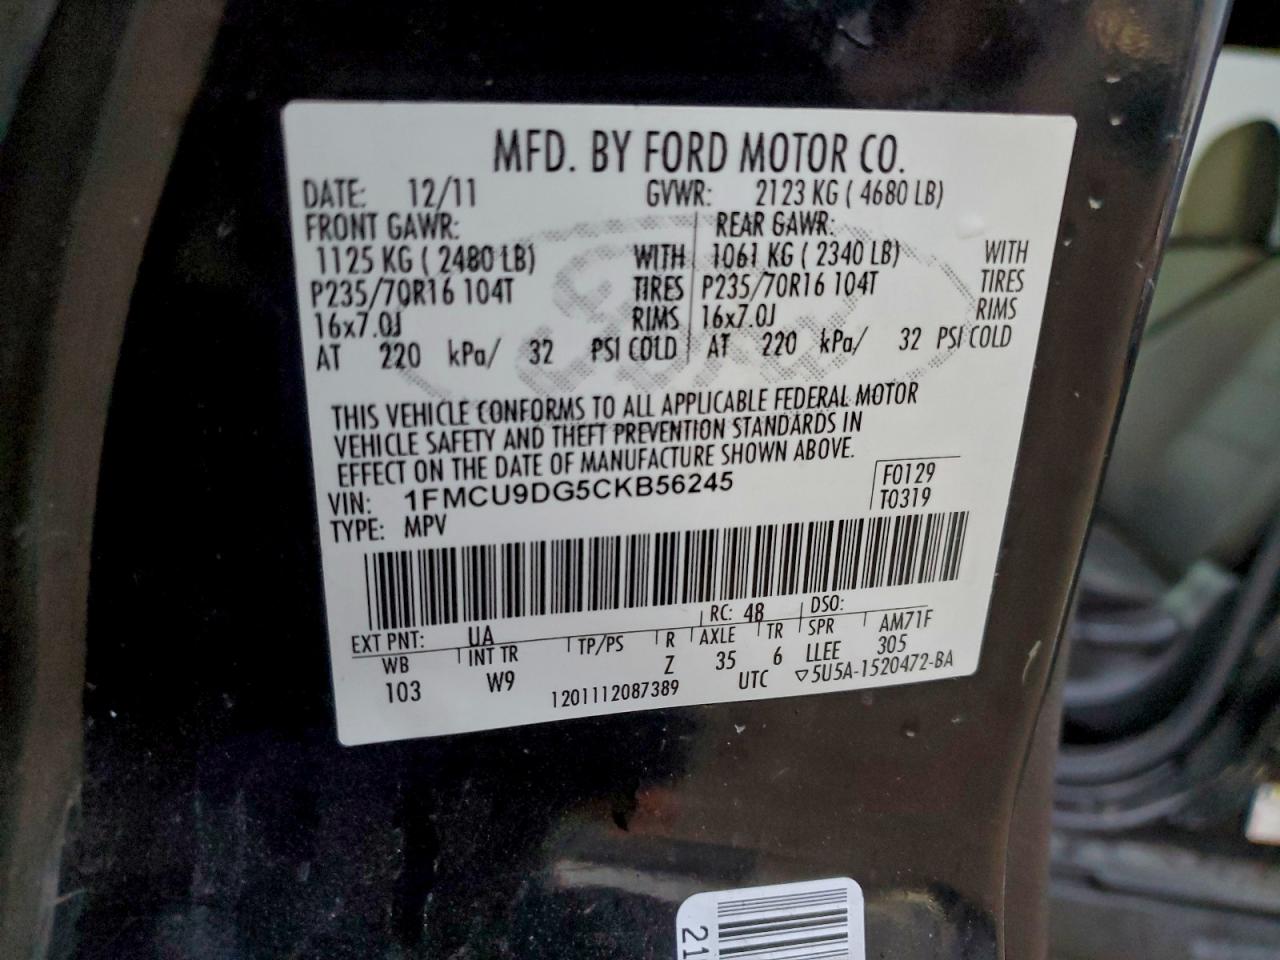 MFD. BY FORD MOTOR CO.
DATE: 12/11 GVWR: 2123 KG ( 4680 LB)
FRONT GAWR: REAR GAWR:
1125 KG ( 2480 LB) WITH 1061 KG ( 2340 LB) WITH
P235/70R16 104T TIRES P235/70R16 104T TIRES
16x7.0J RIMS 16x7.0J RIMS
AT 220 kPa/ 32 PSI COLD AT 220 kPa/ 32 PSI COLD
THIS VEHICLE CONFORMS TO ALL APPLICABLE FEDERAL MOTOR
VEHICLE SAFETY AND THEFT PREVENTION STANDARDS IN
EFFECT ON THE DATE OF MANUFACTURE SHOWN ABOVE.
VIN: 1FMCU9DG5CKB56245 F0129
TYPE: MPV T0319
EXT PNT: UA RC: 48 DSO:
WB INT TR TP/PS R AXLE TR SPR AM71F
103 W9 Z 35 6 LLEE 305
1201112087389 UTC ▽5U5A-1520472-BA